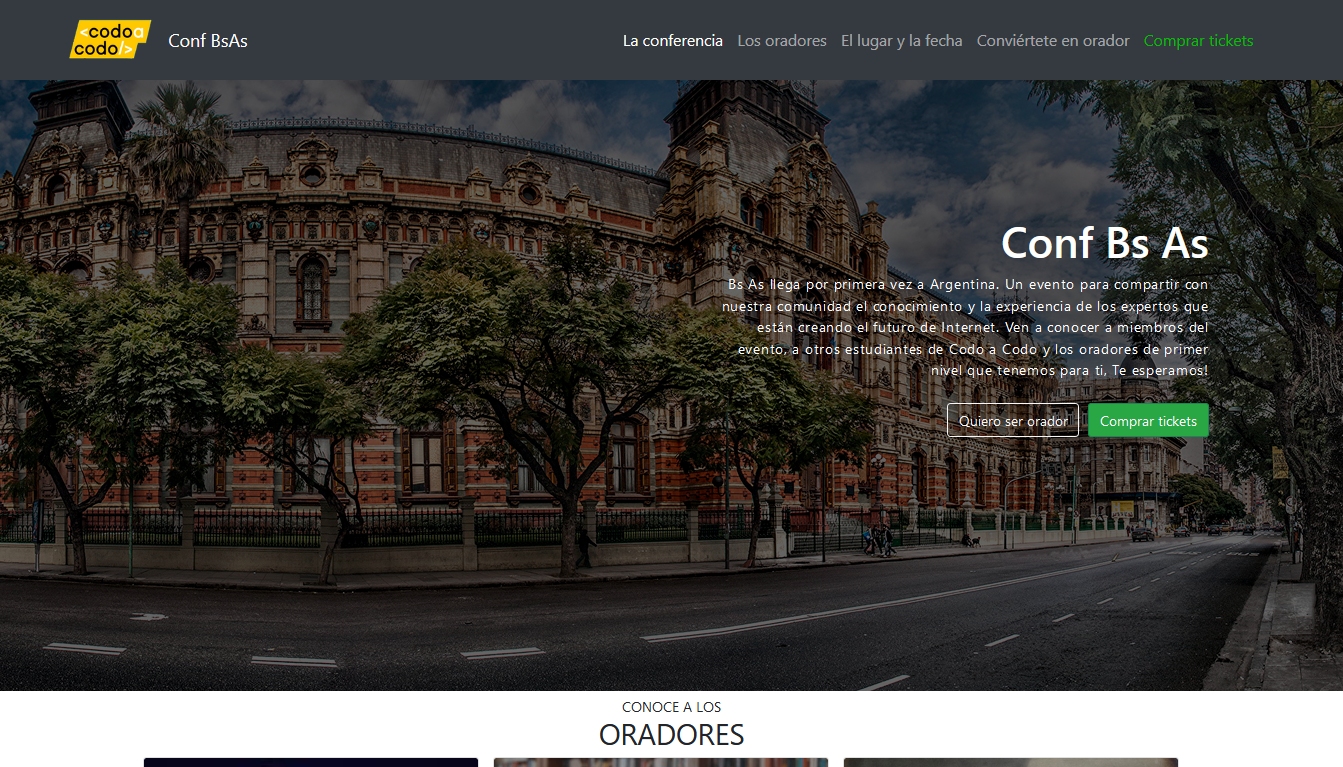 <codo a
codo/>
Conf BsAs
La conferencia
Los oradores
El lugar y la fecha
Conviértete en orador
Comprar tickets
Conf Bs As
Bs As llega por primera vez a Argentina. Un evento para compartir con
nuestra comunidad el conocimiento y la experiencia de los expertos que
están creando el futuro de Internet. Ven a conocer a miembros del
evento, a otros estudiantes de Codo a Codo y los oradores de primer
nivel que tenemos para ti. Te esperamos!
Quiero ser orador
Comprar tickets
CONOCE A LOS
ORADORES